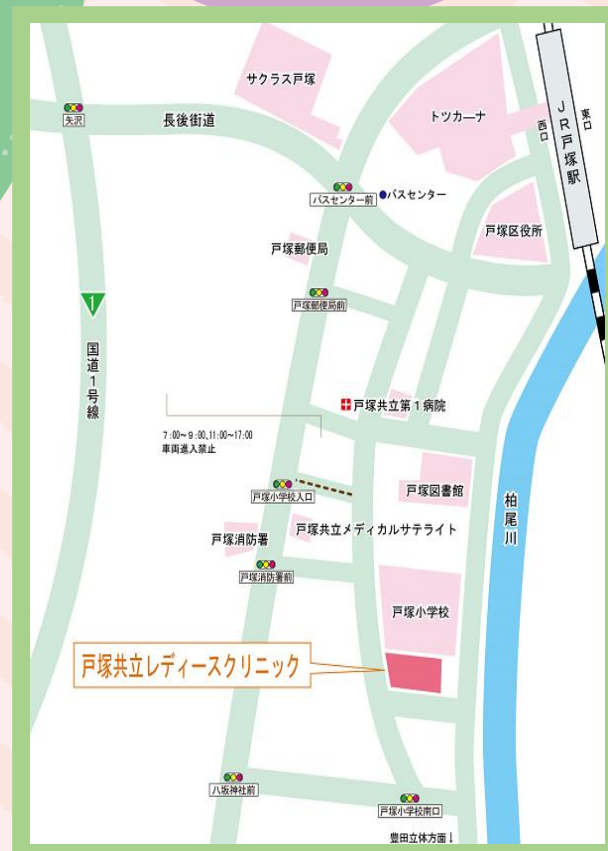 サクラス戸塚
トツカーナ
JR戸塚駅
東口
西口
矢沢
長後街道
バスセンター前
バスセンター
戸塚区役所
戸塚郵便局
1
戸塚郵便局前
国道1号線
戸塚共立第1病院
7:00~9:00,11:00~17:00
車両進入禁止
戸塚小学校入口
戸塚図書館
柏尾川
戸塚消防署
戸塚共立メディカルサテライト
戸塚消防署前
戸塚小学校
戸塚共立レディースクリニック
八坂神社前
戸塚小学校南口
豊田立体方面↓